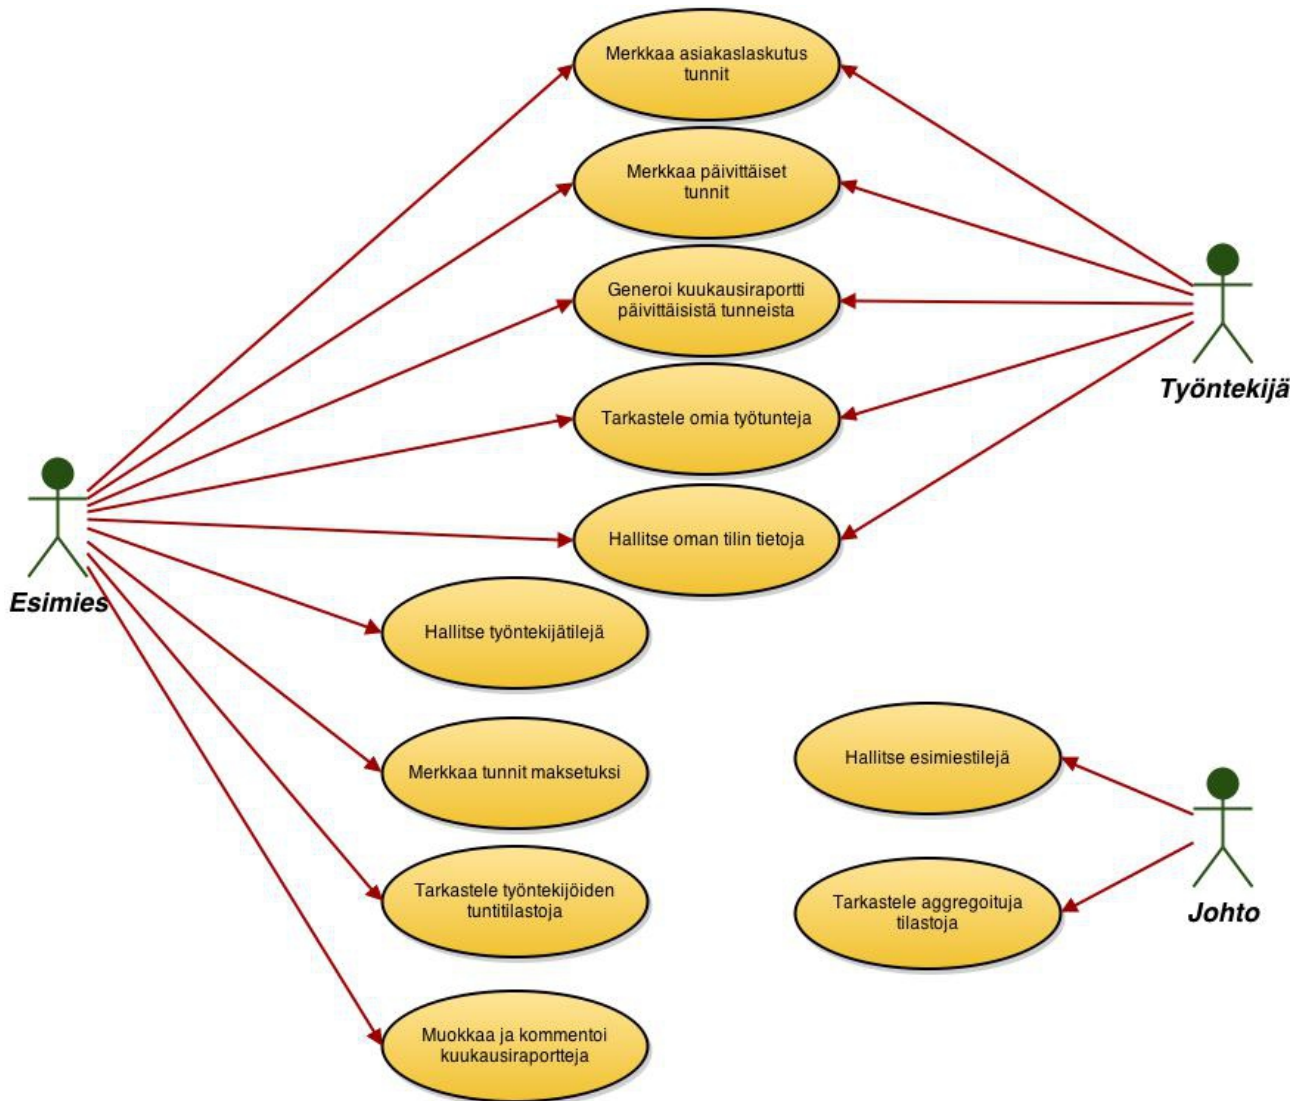 Merkkaa asiakaslaskutus
tunnit
Merkkaa päivittäiset
tunnit
Generoi kuukausiraportti
päivittäisistä tunneista
Työntekijä
Tarkastele omia työtunteja
Hallitse oman tilin tietoja
Esimies
Hallitse työntekijätilejä
Merkkaa tunnit maksetuksi
Hallitse esimiestilejä
Tarkastele työntekijöiden
tuntitilastoja
Tarkastele aggregoituja
tilastoja
Johto
Muokkaa ja kommentoi
kuukausiraportteja